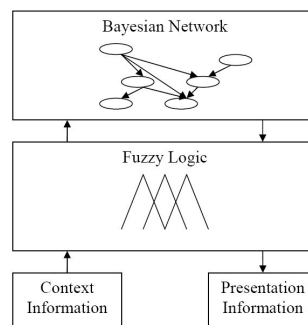 Bayesian Network
Fuzzy Logic
Context
Information
Presentation
Information